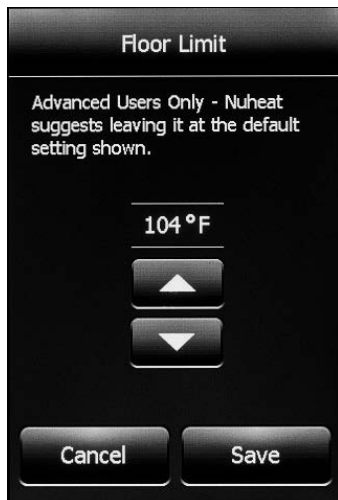 Floor Limit
Advanced Users Only - Nuheat
suggests leaving it at the default
setting shown.
104°F
Cancel
Save